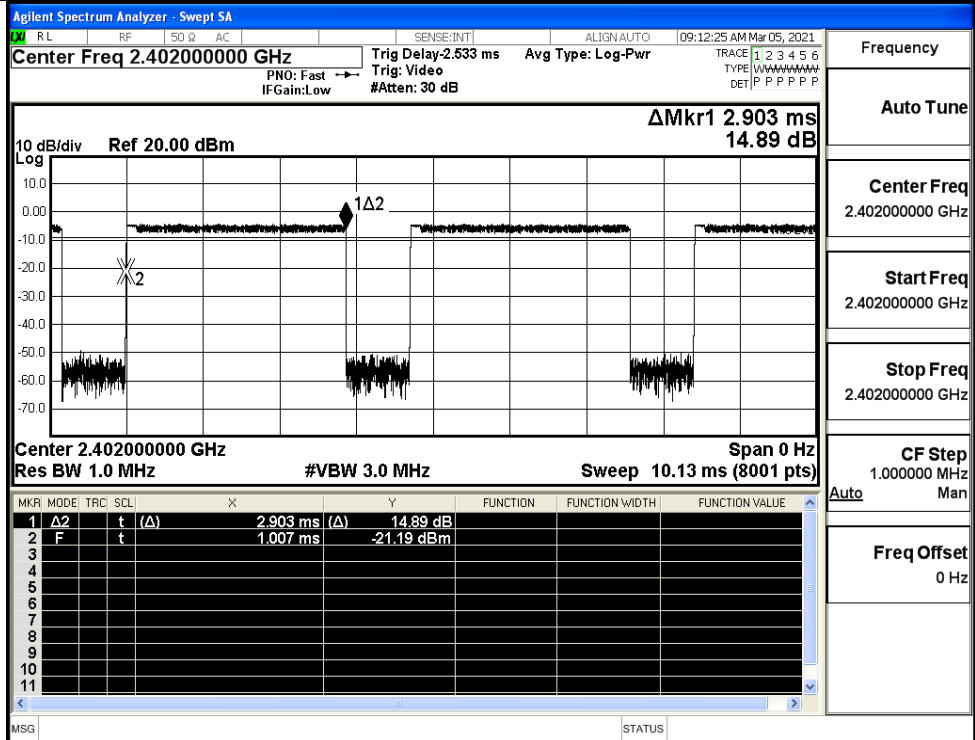 Agilent Spectrum Analyzer - Swept SA
LXI RL RF 50 Ω AC SENSE:INT ALIGNAUTO 09:12:25 AM Mar 05, 2021
Center Freq 2.402000000 GHz
PNO: Fast
IFGain:Low
Trig Delay-2.533 ms
Trig: Video
#Atten: 30 dB
Avg Type: Log-Pwr
TRACE 1 2 3 4 5 6
TYPE WWWWWW
DET P P P P P P
ΔMkr1 2.903 ms
14.89 dB
10 dB/div Ref 20.00 dBm
Log
10.0
0.00
-10.0
-20.0
-30.0
-40.0
-50.0
-60.0
-70.0
1Δ2
2
Center 2.402000000 GHz Span 0 Hz
Res BW 1.0 MHz #VBW 3.0 MHz Sweep 10.13 ms (8001 pts)
MKR MODE TRC SCL X Y FUNCTION FUNCTION WIDTH FUNCTION VALUE
1 Δ2 t (Δ) 2.903 ms (Δ) 14.89 dB
2 F t 1.007 ms -21.19 dBm
3
4
5
6
7
8
9
10
11
MSG STATUS
Frequency
Auto Tune
Center Freq
2.402000000 GHz
Start Freq
2.402000000 GHz
Stop Freq
2.402000000 GHz
CF Step
1.000000 MHz
Auto Man
Freq Offset
0 Hz